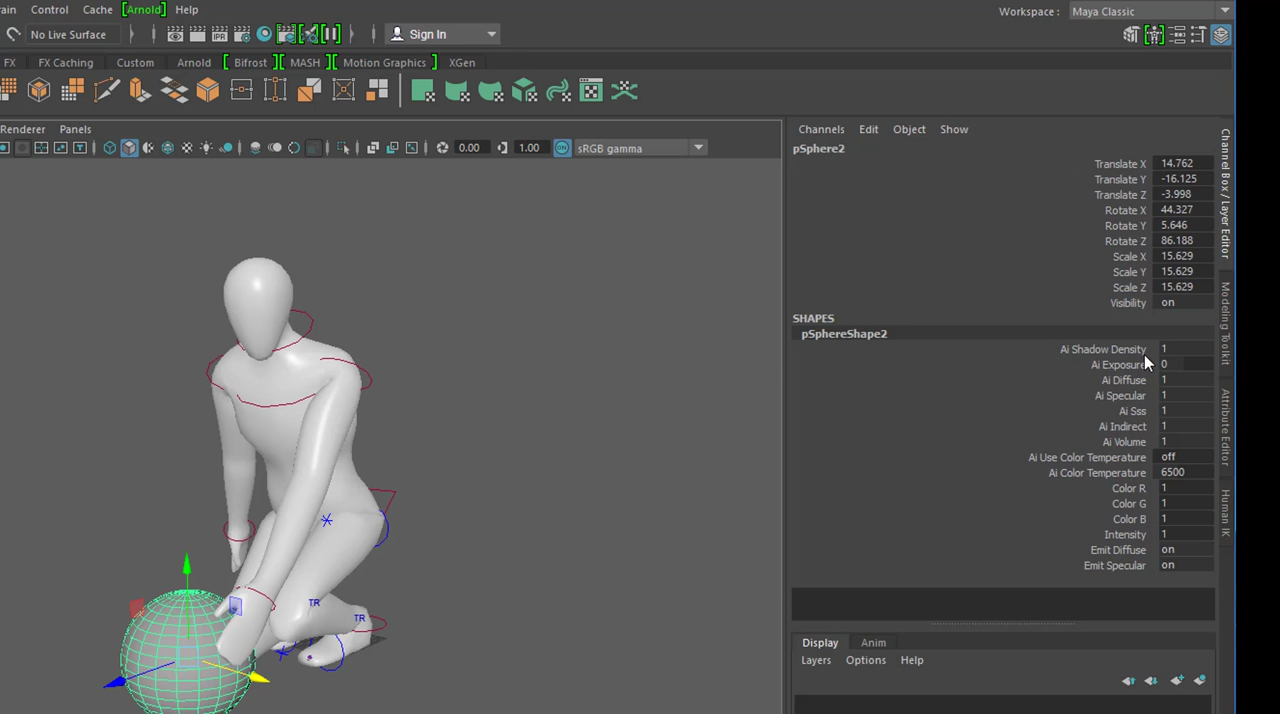 rain Control Cache [Arnold] Help
Workspace : Maya Classic
No Live Surface
IPR
Sign In
FX FX Caching Custom Arnold Bifrost MASH Motion Graphics XGen
Renderer Panels
0.00 1.00 ON sRGB gamma
Channels Edit Object Show
pSphere2
Translate X 14.762
Translate Y -16.125
Translate Z -3.998
Rotate X 44.327
Rotate Y 5.646
Rotate Z 86.188
Scale X 15.629
Scale Y 15.629
Scale Z 15.629
Visibility on
SHAPES
pSphereShape2
Ai Shadow Density 1
Ai Exposure 0
Ai Diffuse 1
Ai Specular 1
Ai Sss 1
Ai Indirect 1
Ai Volume 1
Ai Use Color Temperature off
Ai Color Temperature 6500
Color R 1
Color G 1
Color B 1
Intensity 1
Emit Diffuse on
Emit Specular on
Display Anim
Layers Options Help
Channel Box / Layer Editor
Modeling Toolkit
Attribute Editor
Human IK
TR
TR